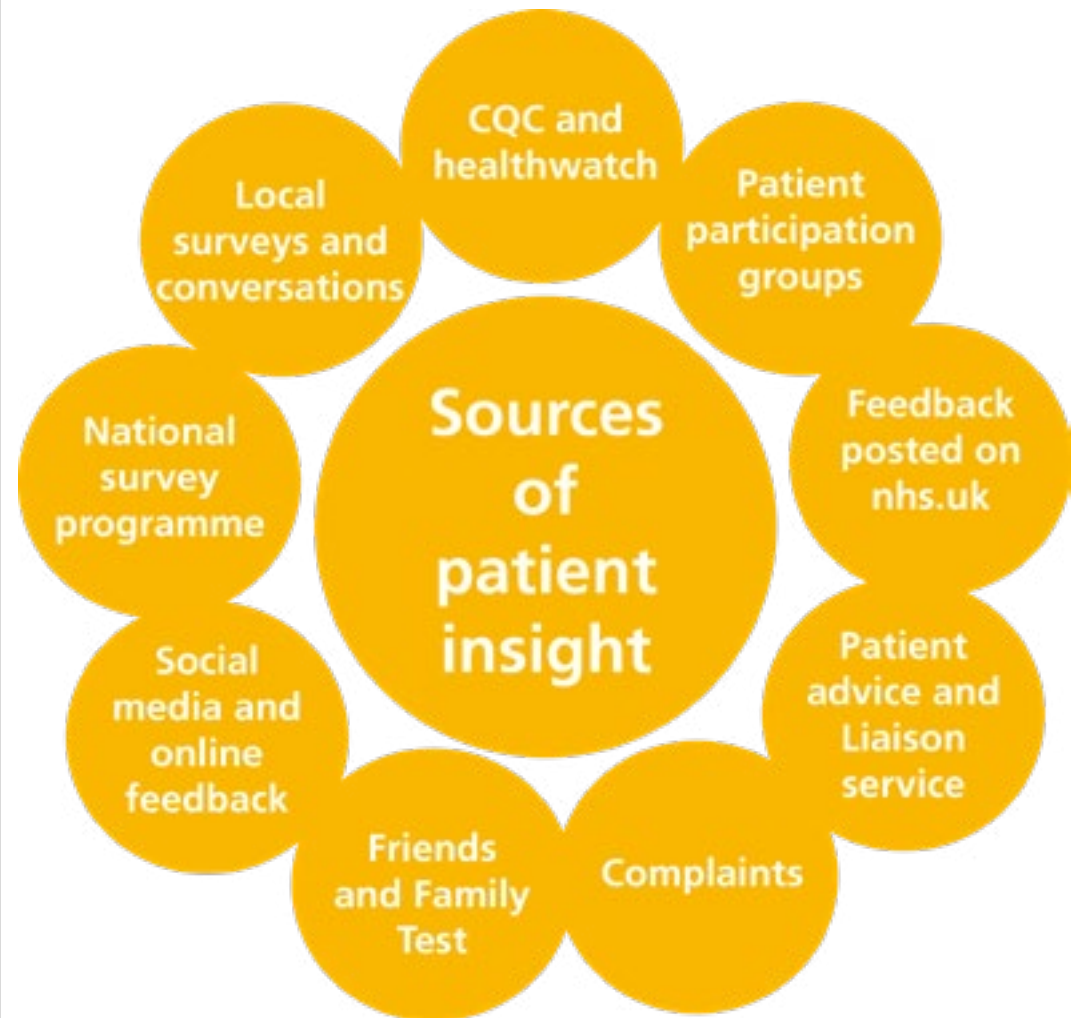 CQC and
healthwatch
Patient
participation
groups
Feedback
posted on
nhs.uk
Patient
advice and
Liaison
service
Complaints
Friends
and Family
Test
Social
media and
online
feedback
National
survey
programme
Local
surveys and
conversations
Sources
of
patient
insight